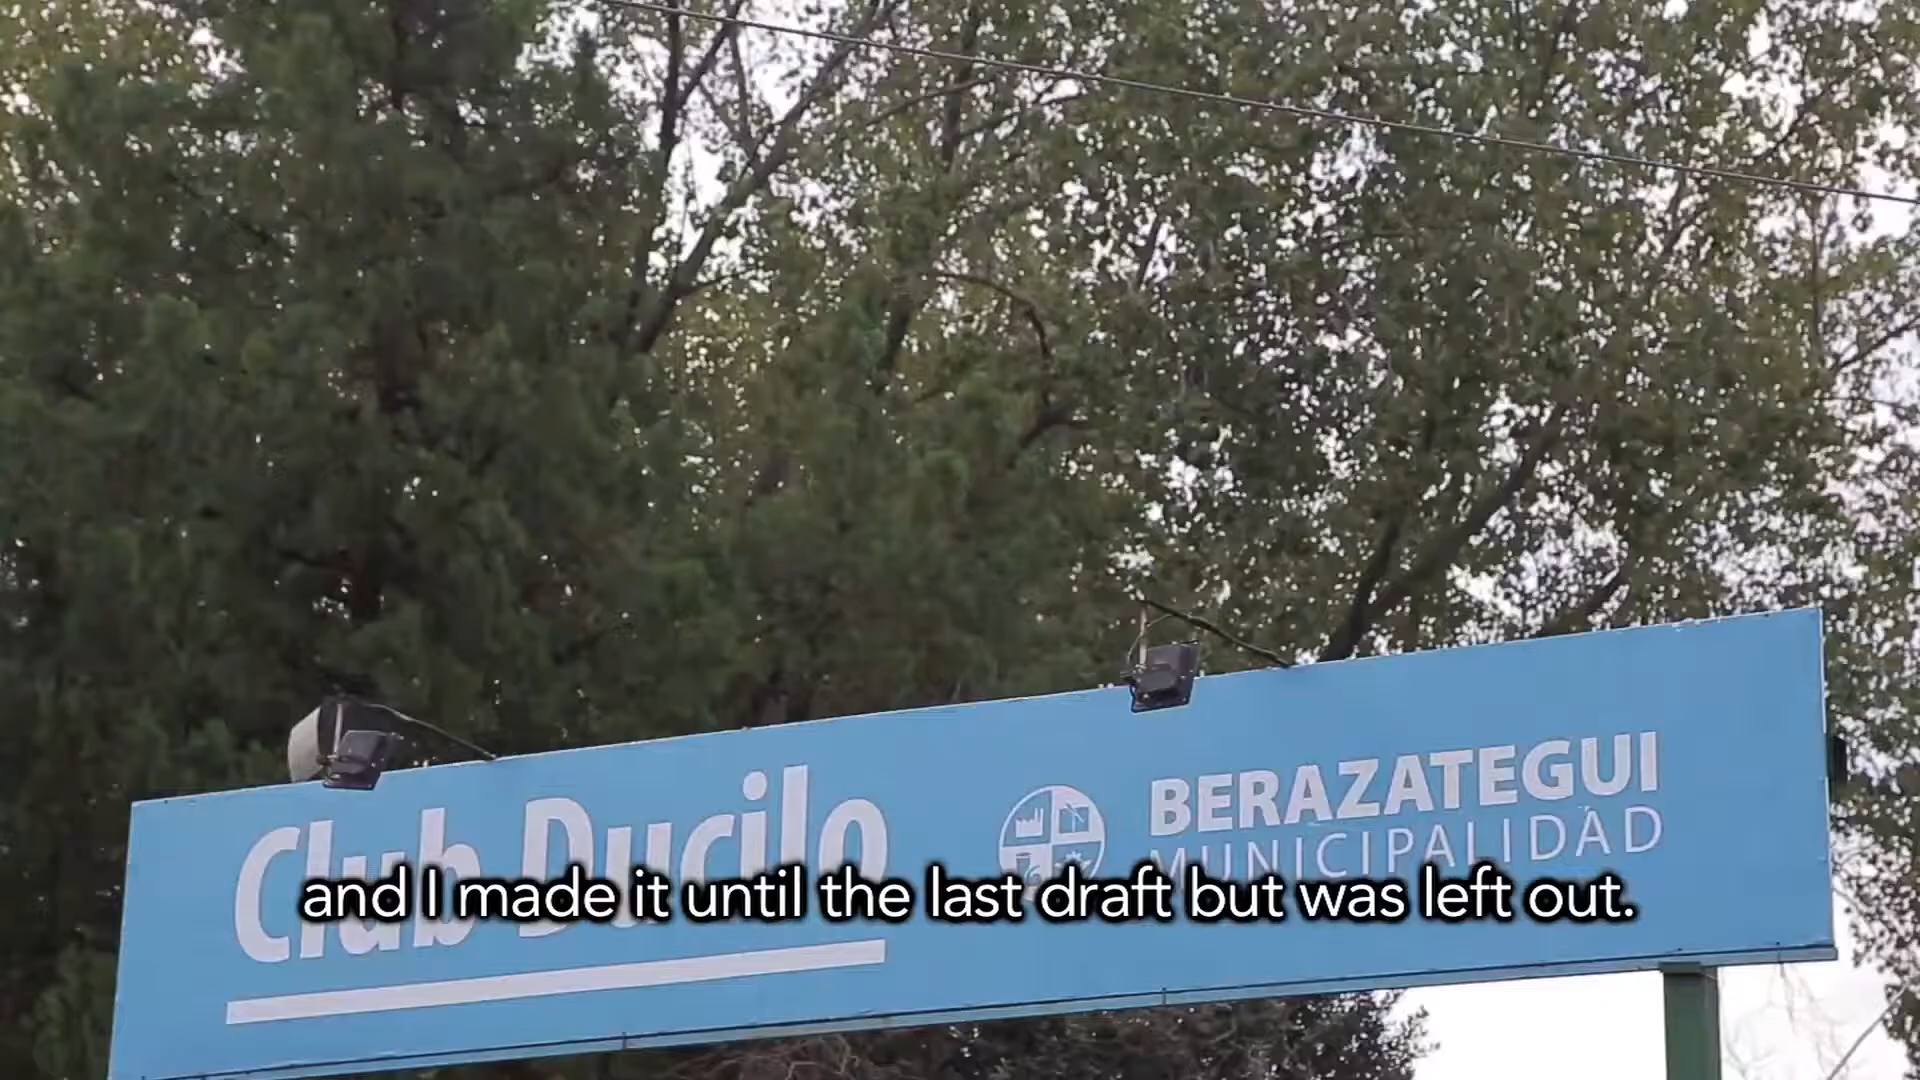 Club Ducilo
BERAZATEGUI
MUNICIPALIDAD
and I made it until the last draft but was left out.